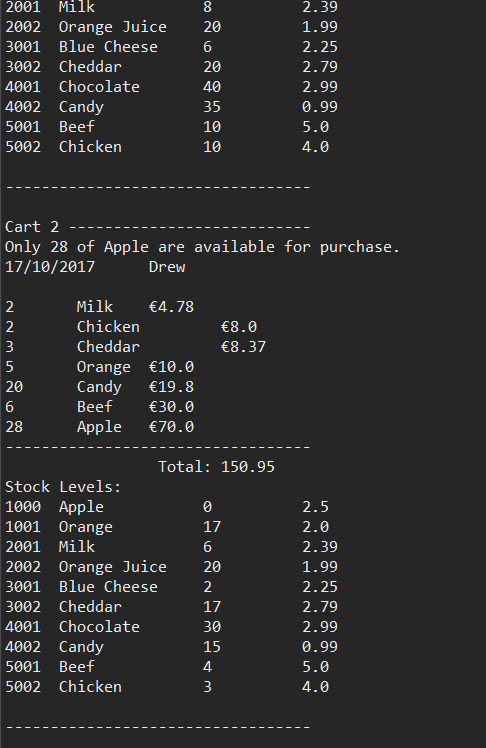 2001  Milk            8          2.39
2002  Orange Juice    20         1.99
3001  Blue Cheese     6          2.25
3002  Cheddar         20         2.79
4001  Chocolate       40         2.99
4002  Candy           35         0.99
5001  Beef            10         5.0
5002  Chicken         10         4.0
----------------------------------
Cart 2 ---------------------------
Only 28 of Apple are available for purchase.
17/10/2017      Drew
2       Milk    €4.78
2       Chicken         €8.0
3       Cheddar         €8.37
5       Orange  €10.0
20      Candy   €19.8
6       Beef    €30.0
28      Apple   €70.0
----------------------------------
                 Total: 150.95
Stock Levels:
1000  Apple           0          2.5
1001  Orange          17         2.0
2001  Milk            6          2.39
2002  Orange Juice    20         1.99
3001  Blue Cheese     2          2.25
3002  Cheddar         17         2.79
4001  Chocolate       30         2.99
4002  Candy           15         0.99
5001  Beef            4          5.0
5002  Chicken         3          4.0
----------------------------------